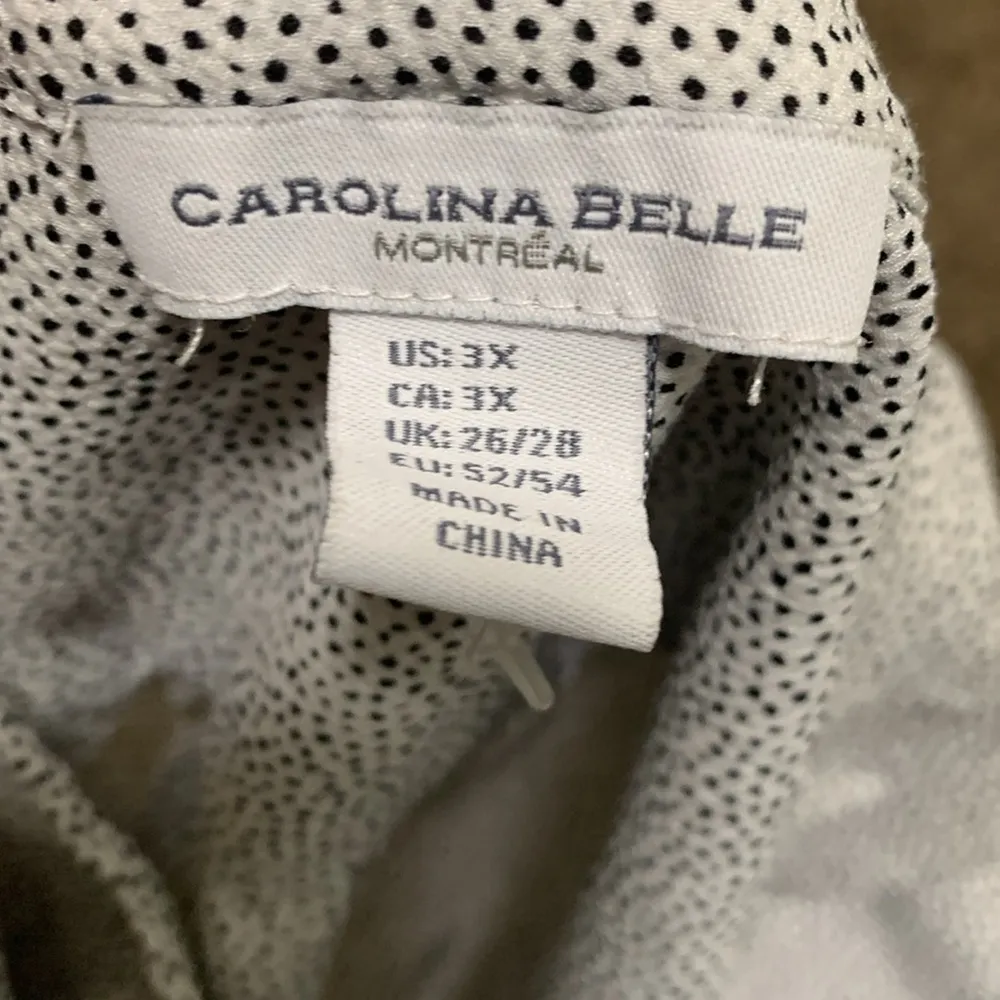 CAROLINA BELLE
MONTRÉAL
US: 3X
CA: 3X
UK: 26/28
EU: 52/54
MADE IN
CHINA